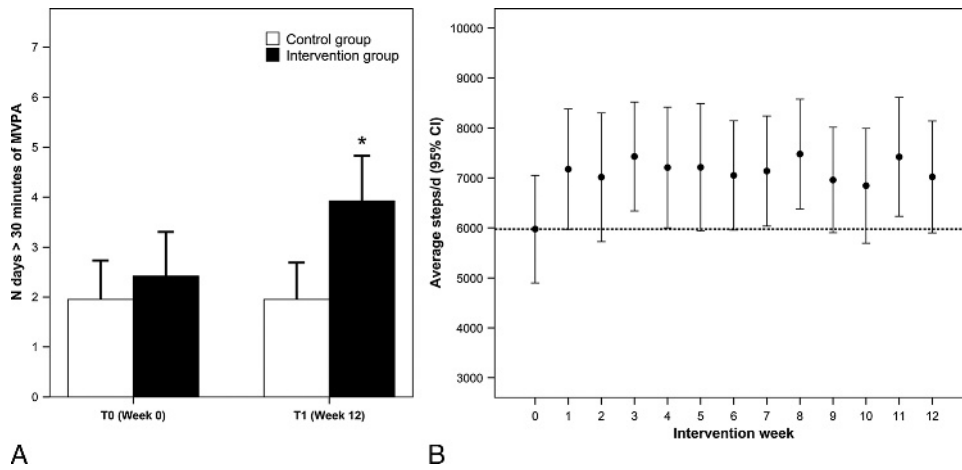 7
6
5
4
3
2
1
0
N days > 30 minutes of MVPA
Control group
Intervention group
*
T0 (Week 0)
T1 (Week 12)
A
10000
9000
8000
7000
6000
5000
4000
3000
Average steps/d (95% CI)
0 1 2 3 4 5 6 7 8 9 10 11 12
Intervention week
B